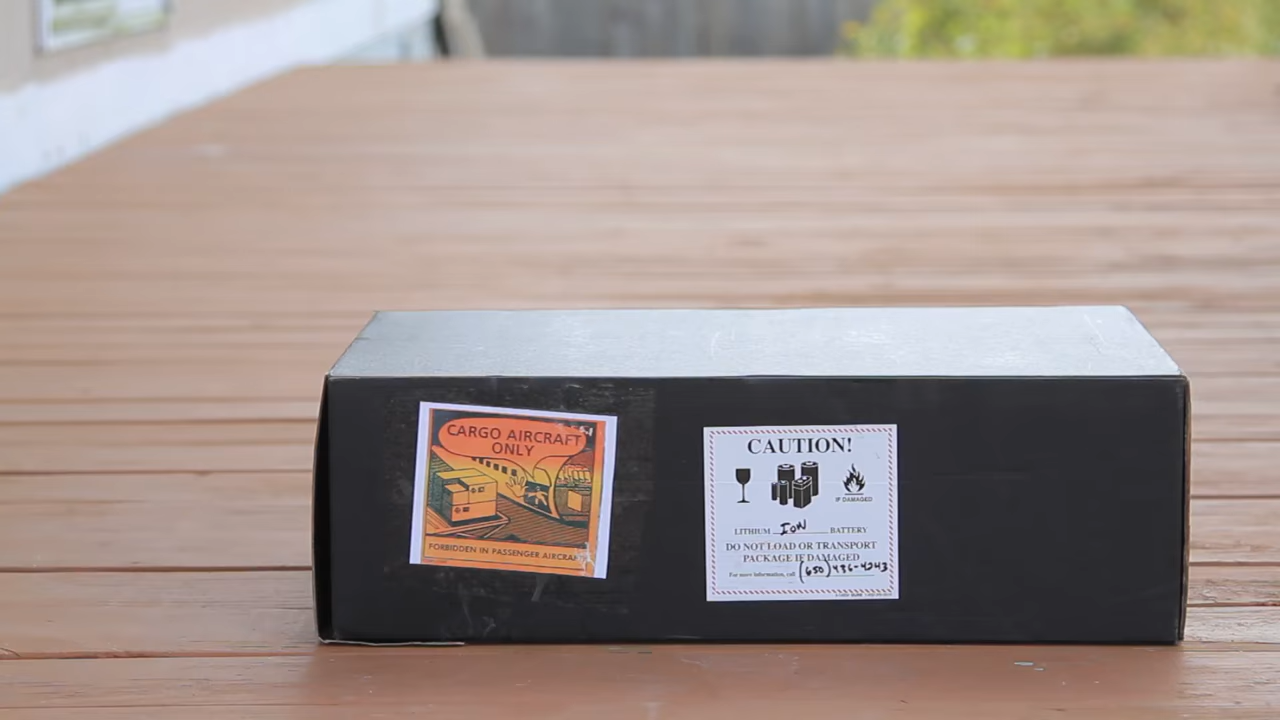 CARGO AIRCRAFT
ONLY
FORBIDDEN IN PASSENGER AIRCRAFT
CAUTION!
IF DAMAGED
LITHIUM ION BATTERY
DO NOT LOAD OR TRANSPORT
PACKAGE IF DAMAGED
For more information, call (650) 486-4243